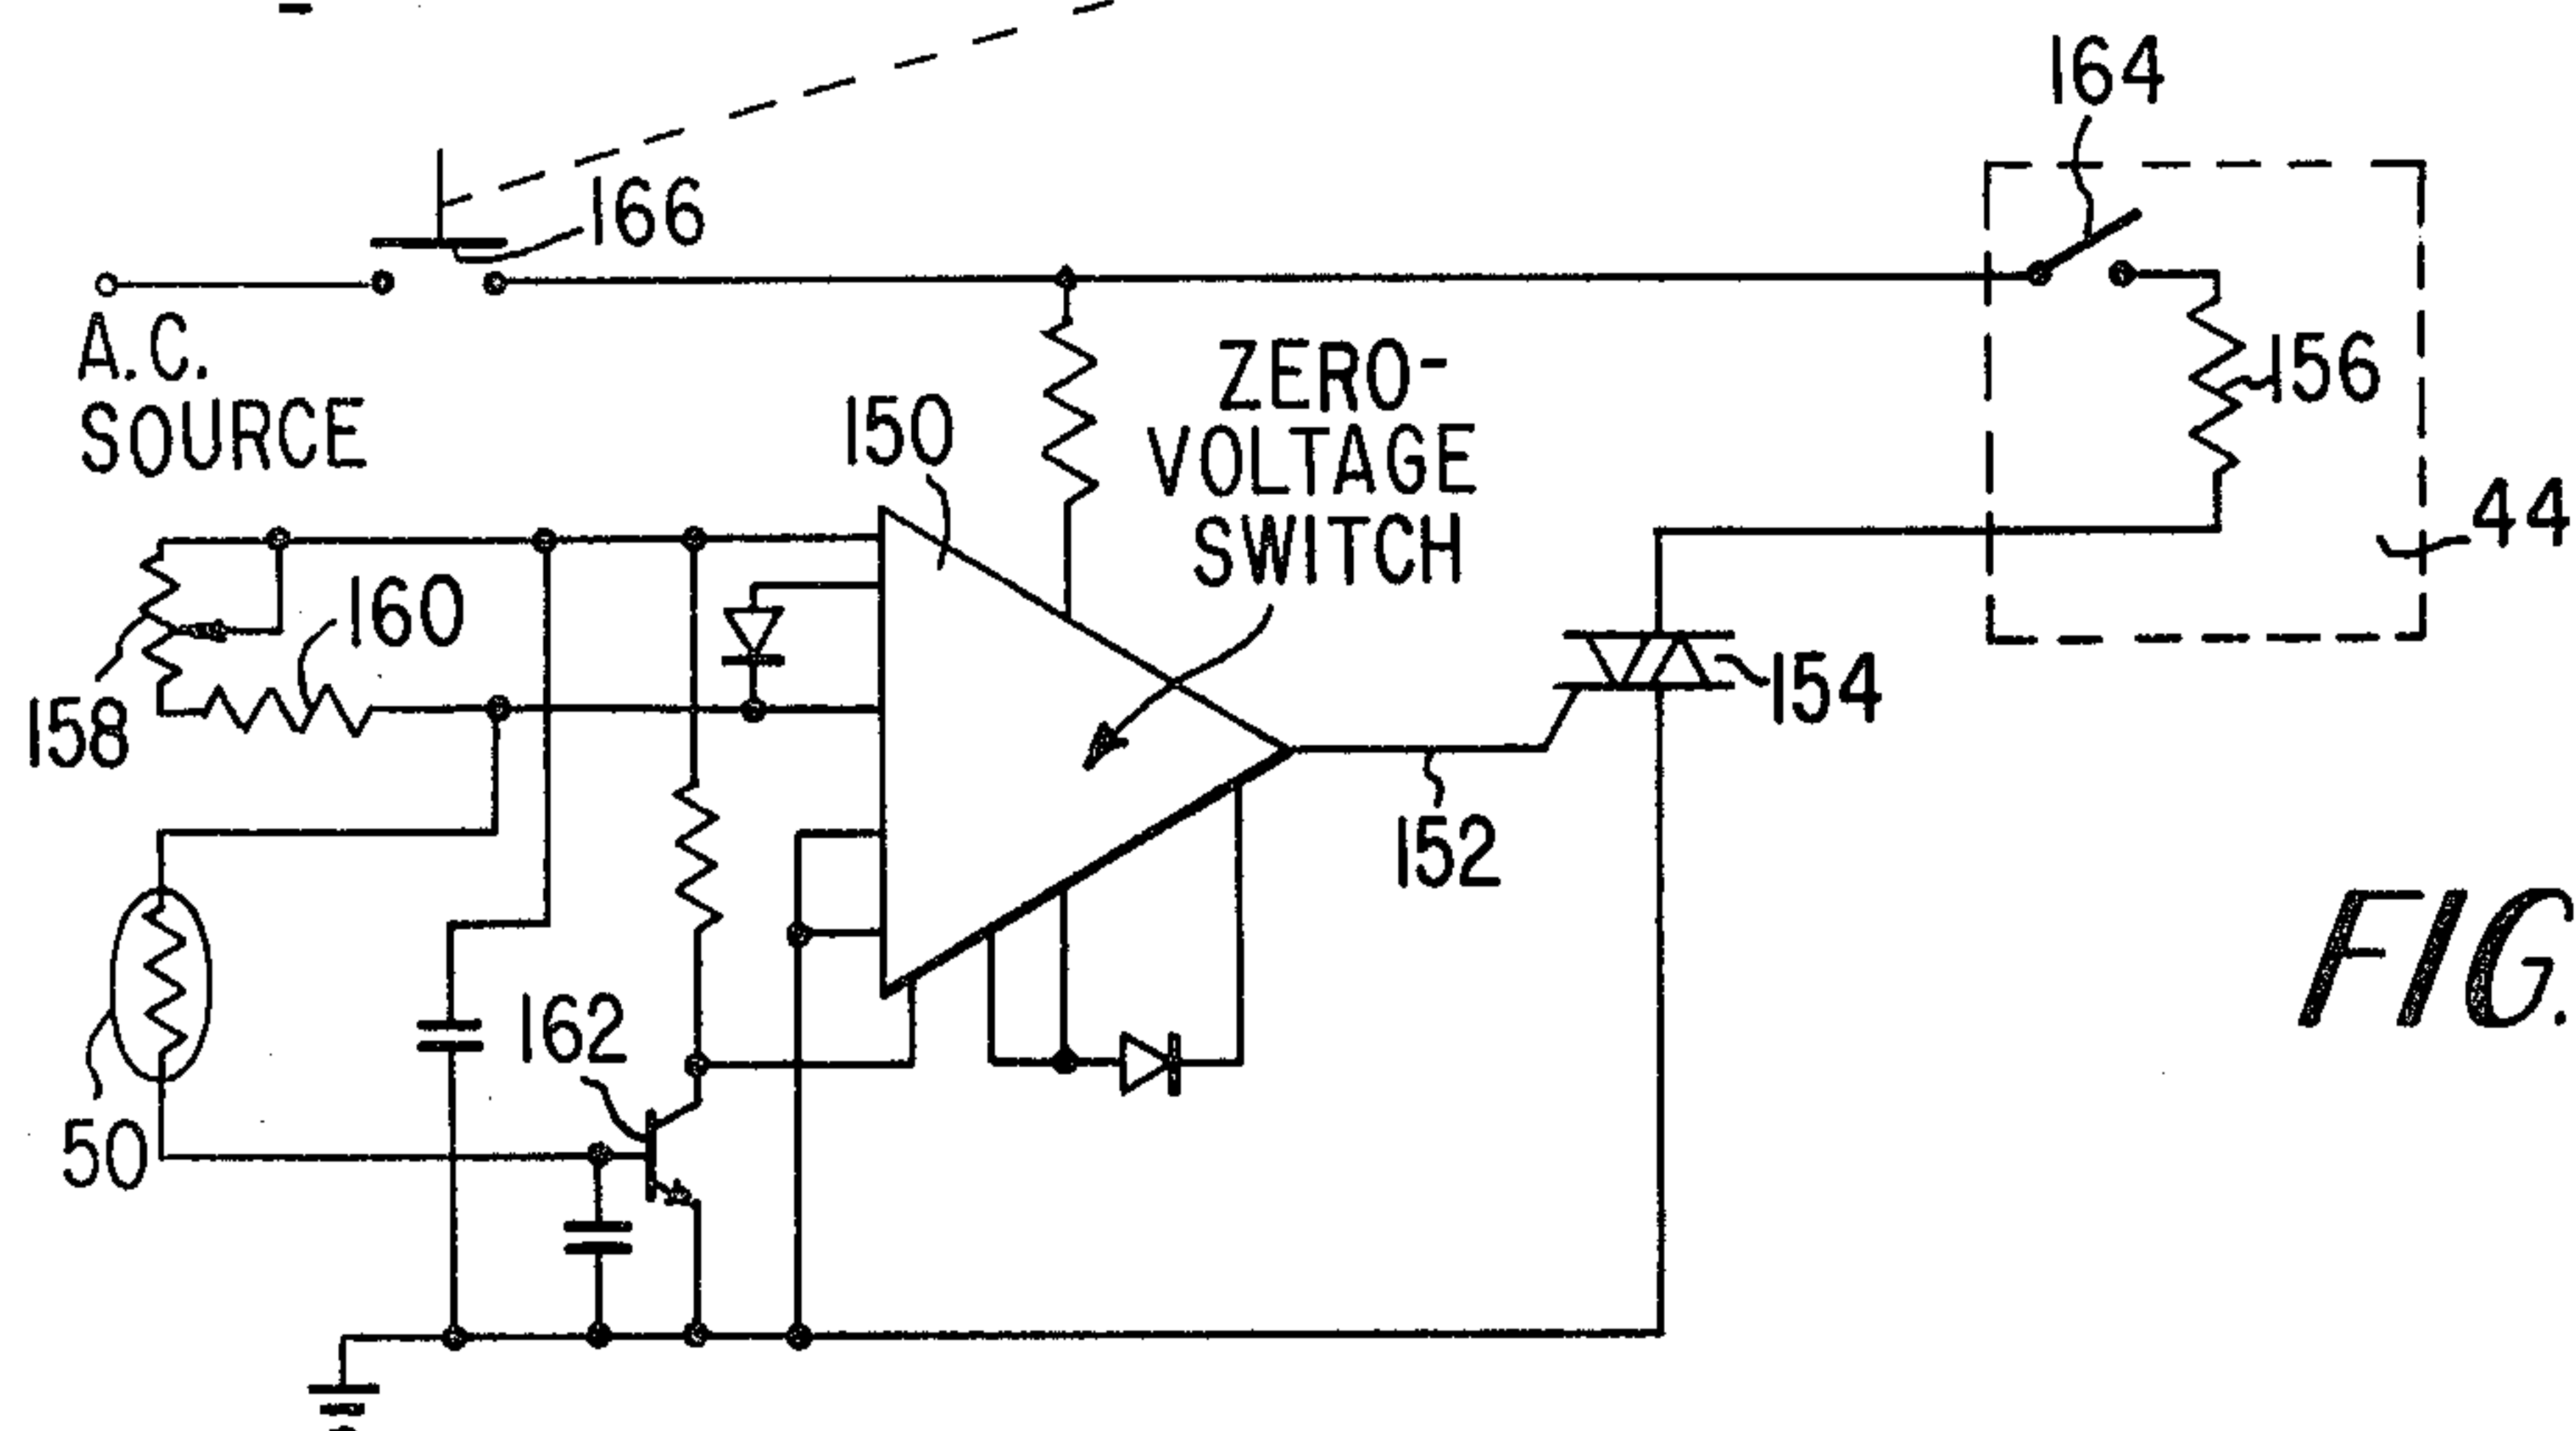 164
166
A.C.
SOURCE
ZERO-
VOLTAGE
SWITCH
150
156
44
160
158
154
152
162
50
FIG.